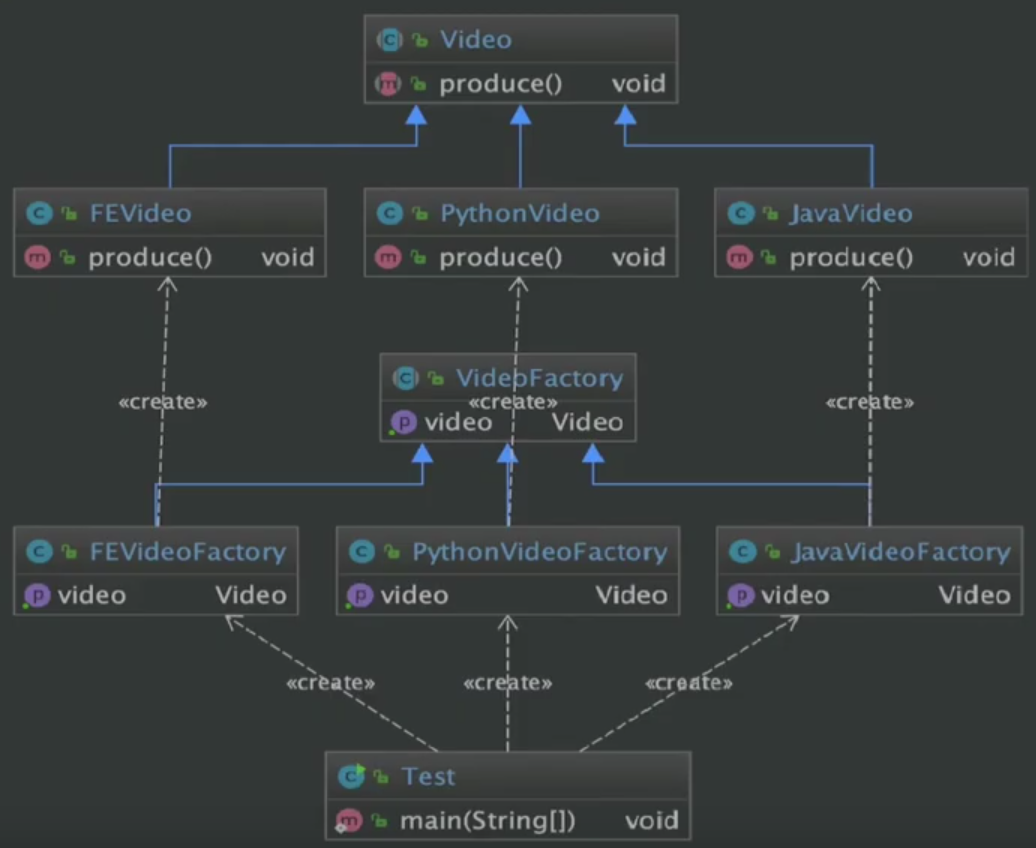 Video
produce() void
FEVideo
produce() void
PythonVideo
produce() void
JavaVideo
produce() void
«create»
«create»
«create»
VideoFactory
video Video
FEVideoFactory
video Video
PythonVideoFactory
video Video
JavaVideoFactory
video Video
«create»
«create»
«create»
Test
main(String[]) void